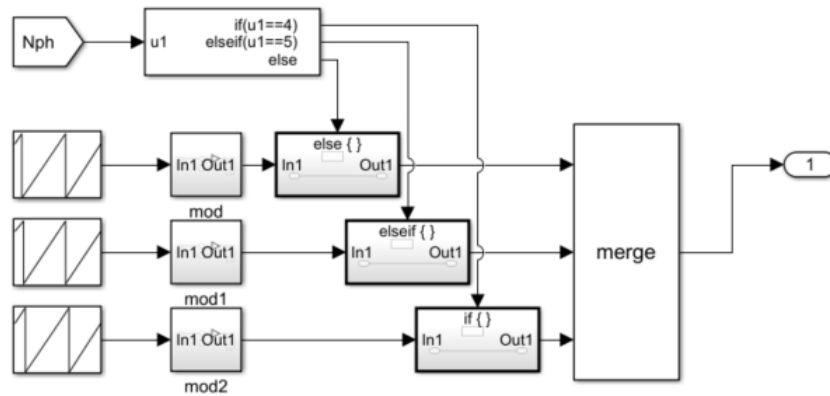 if(u1==4)
Nph
u1
elseif(u1==5)
else
else { }
In1 Out1
In1
Out1
mod
1
elseif { }
In1 Out1
In1
Out1
merge
mod1
if { }
In1 Out1
In1
Out1
mod2